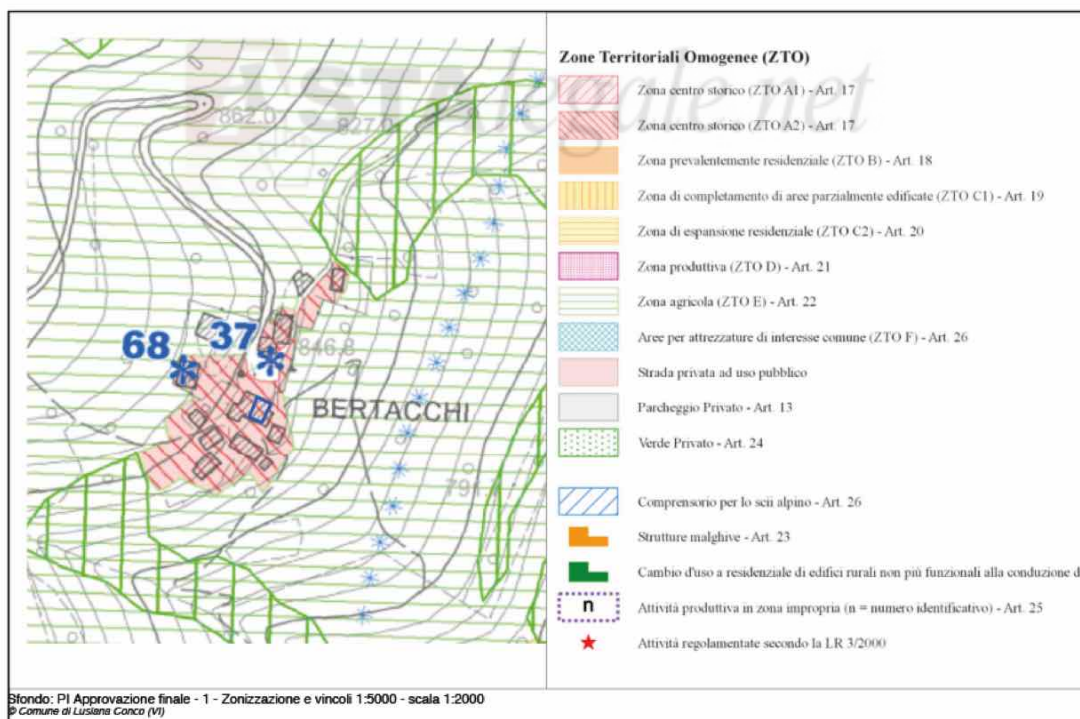 ASTAlegale.net
862.0
827.0
68
37
846.8
BERTACCHI
Zone Territoriali Omogenee (ZTO)
Zona centro storico (ZTO A1) - Art. 17
Zona centro storico (ZTO A2) - Art. 17
Zona prevalentemente residenziale (ZTO B) - Art. 18
Zona di completamento di aree parzialmente edificate (ZTO C1) - Art. 19
Zona di espansione residenziale (ZTO C2) - Art. 20
Zona produttiva (ZTO D) - Art. 21
Zona agricola (ZTO E) - Art. 22
Aree per attrezzature di interesse comune (ZTO F) - Art. 26
Strada privata ad uso pubblico
Parcheggio Privato - Art. 13
Verde Privato - Art. 24
Comprensorio per lo scii alpino - Art. 26
Strutture malghive - Art. 23
Cambio d'uso a residenziale di edifici rurali non più funzionali alla conduzione d
n
Attività produttiva in zona impropria (n = numero identificativo) - Art. 25
Attività regolamentate secondo la LR 3/2000
Sfondo: PI Approvazione finale - 1 - Zonizzazione e vincoli 1:5000 - scala 1:2000
© Comune di Lusiana Conco (VI)